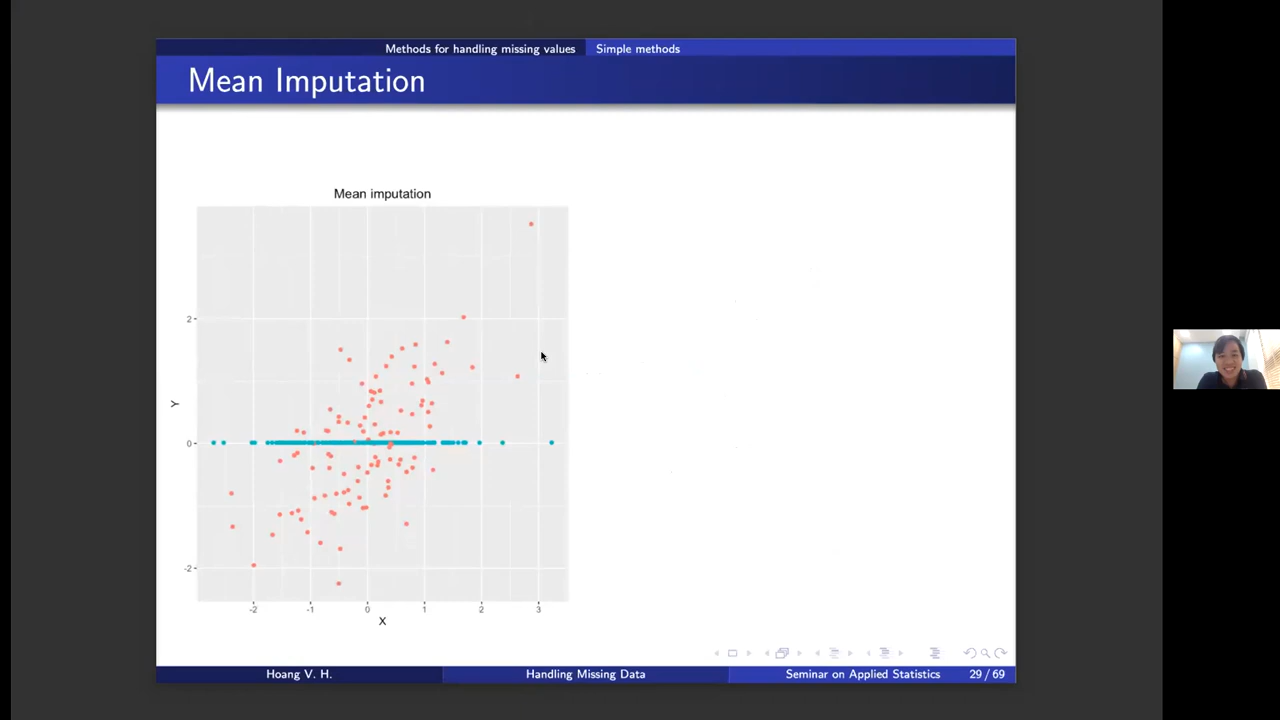 Methods for handling missing values Simple methods
Mean Imputation
Mean imputation
2
0
-2
Y
-2 -1 0 1 2 3
X
Hoang V. H. Handling Missing Data Seminar on Applied Statistics 29 / 69